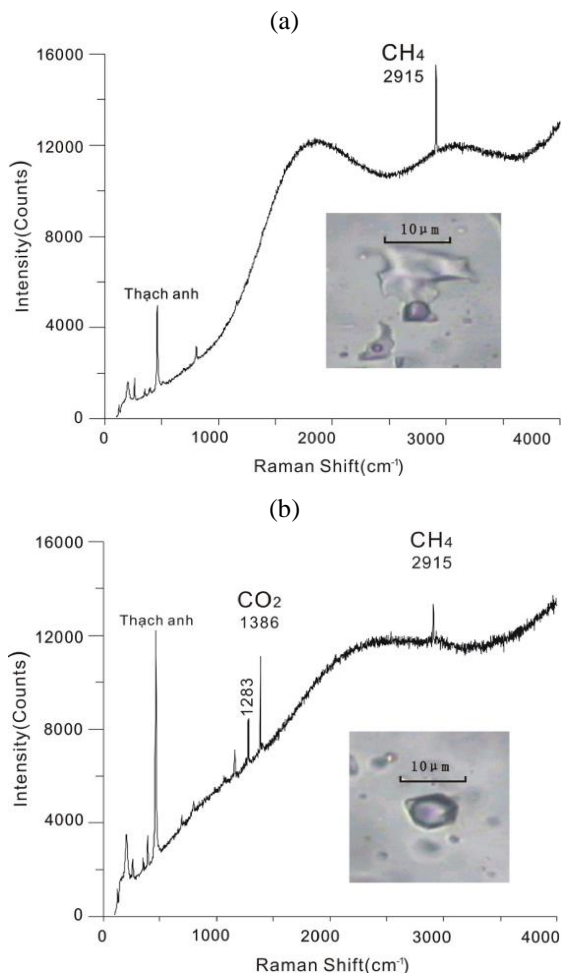 (a)
16000
12000
8000
4000
0
Intensity(Counts)
CH₄
2915
Thạch anh
10μm
0
1000
2000
3000
4000
Raman Shift(cm⁻¹)
(b)
16000
12000
8000
4000
0
Intensity(Counts)
CH₄
2915
CO₂
1386
Thạch anh
1283
10μm
0
1000
2000
3000
4000
Raman Shift(cm⁻¹)